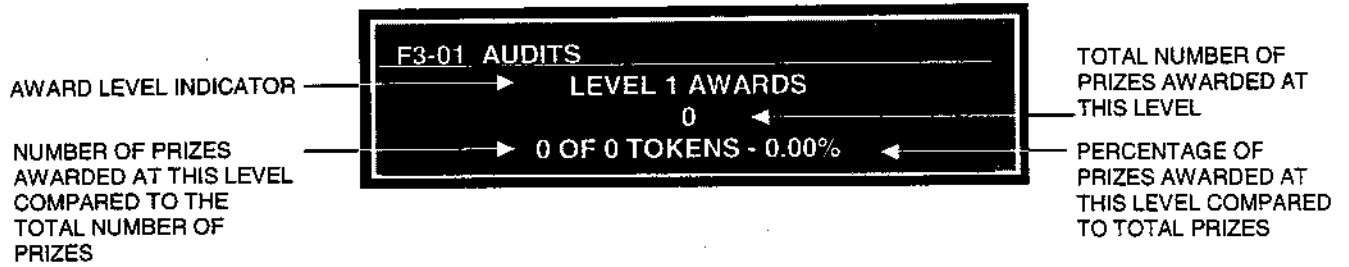 F3-01 AUDITS
LEVEL 1 AWARDS
0
0 OF 0 TOKENS - 0.00%
AWARD LEVEL INDICATOR
NUMBER OF PRIZES
AWARDED AT THIS LEVEL
COMPARED TO THE
TOTAL NUMBER OF
PRIZES
TOTAL NUMBER OF
PRIZES AWARDED AT
THIS LEVEL
PERCENTAGE OF
PRIZES AWARDED AT
THIS LEVEL COMPARED
TO TOTAL PRIZES